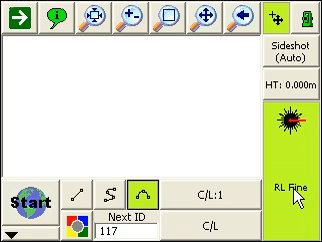 Sideshot
(Auto)
HT: 0.000m
RL Fine
Start
C/L:1
Next ID
117
C/L